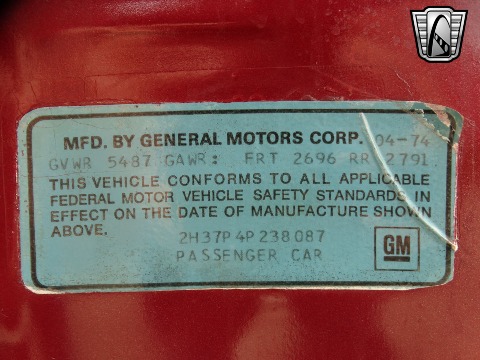 MFD. BY GENERAL MOTORS CORP. 04-74
GVWR 5487 GAWR: FRT 2696 RR 2791
THIS VEHICLE CONFORMS TO ALL APPLICABLE
FEDERAL MOTOR VEHICLE SAFETY STANDARDS IN
EFFECT ON THE DATE OF MANUFACTURE SHOWN
ABOVE.
2H37P4P238087
PASSENGER CAR
GM